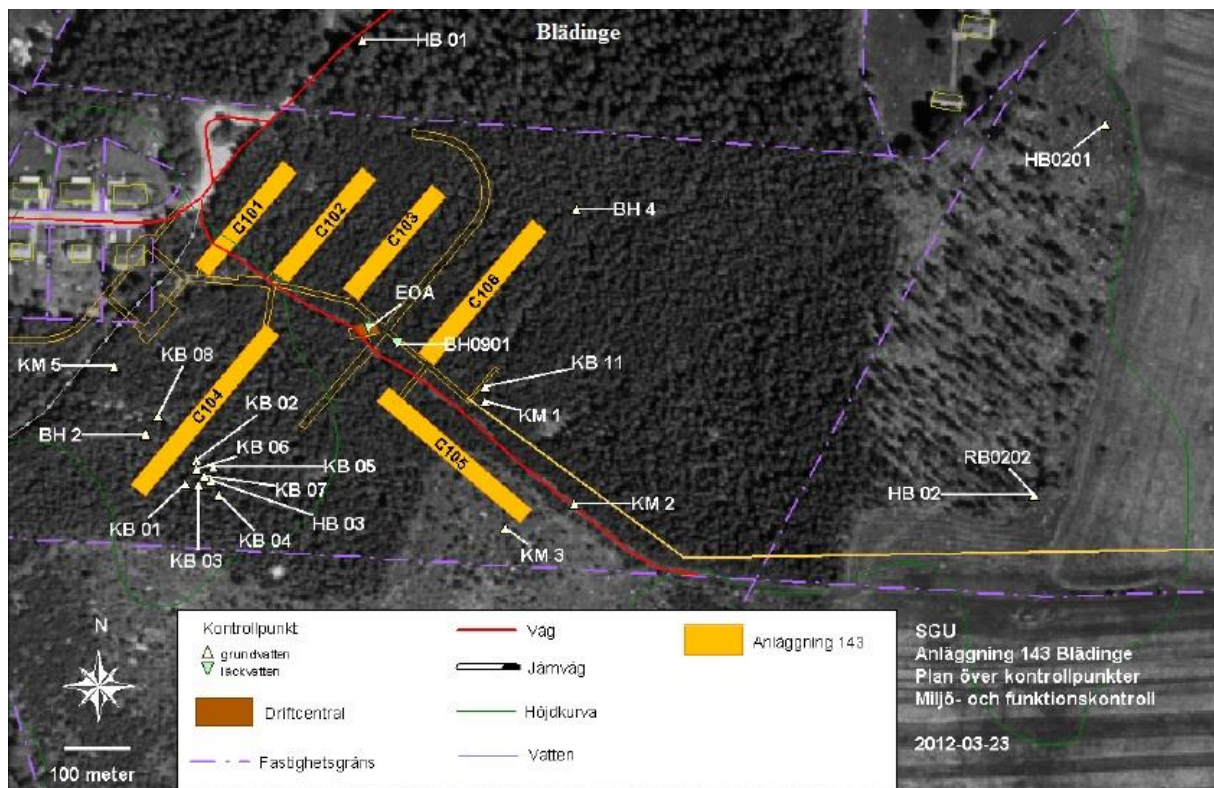 Blädinge
HB 01
HB0201
C101
C102
C103
BH 4
C106
EOA
BH0901
KM 5
KB 08
KB 11
C104
KB 02
KM 1
BH 2
KB 06
C105
KB 05
RB0202
KB 07
HB 02
KM 2
KB 01
HB 03
KB 04
KB 03
KM 3
N
100 meter
Kontrollpunkt
grundvatten
läckvatten
Driftcentral
Fastighetsgräns
Väg
Järnväg
Höjdkurva
Vatten
Anläggning 143
SGU
Anläggning 143 Blädinge
Plan över kontrollpunkter
Miljö- och funktionskontroll
2012-03-23